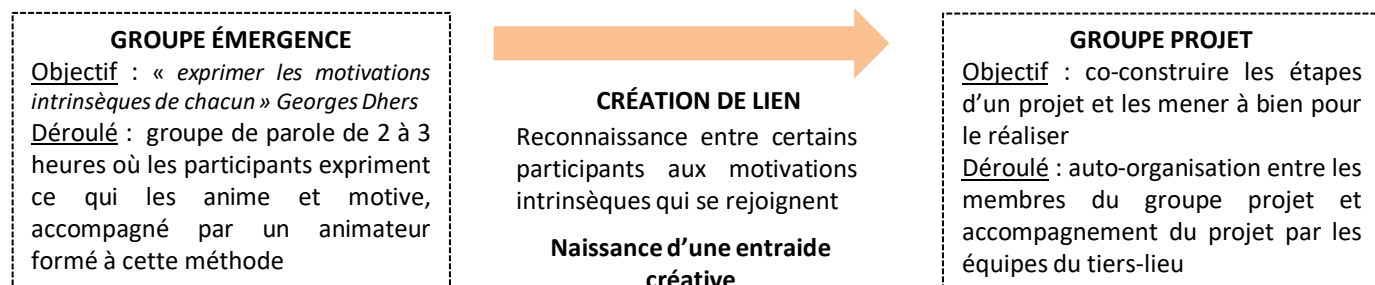 GROUPE ÉMERGENCE
Objectif : « exprimer les motivations
intrinsèques de chacun » Georges Dhers
Déroulé : groupe de parole de 2 à 3
heures où les participants expriment
ce qui les anime et motive,
accompagné par un animateur
formé à cette méthode
CRÉATION DE LIEN
Reconnaissance entre certains
participants aux motivations
intrinsèques qui se rejoignent
Naissance d’une entraide
créative
GROUPE PROJET
Objectif : co-construire les étapes
d’un projet et les mener à bien pour
le réaliser
Déroulé : auto-organisation entre les
membres du groupe projet et
accompagnement du projet par les
équipes du tiers-lieu